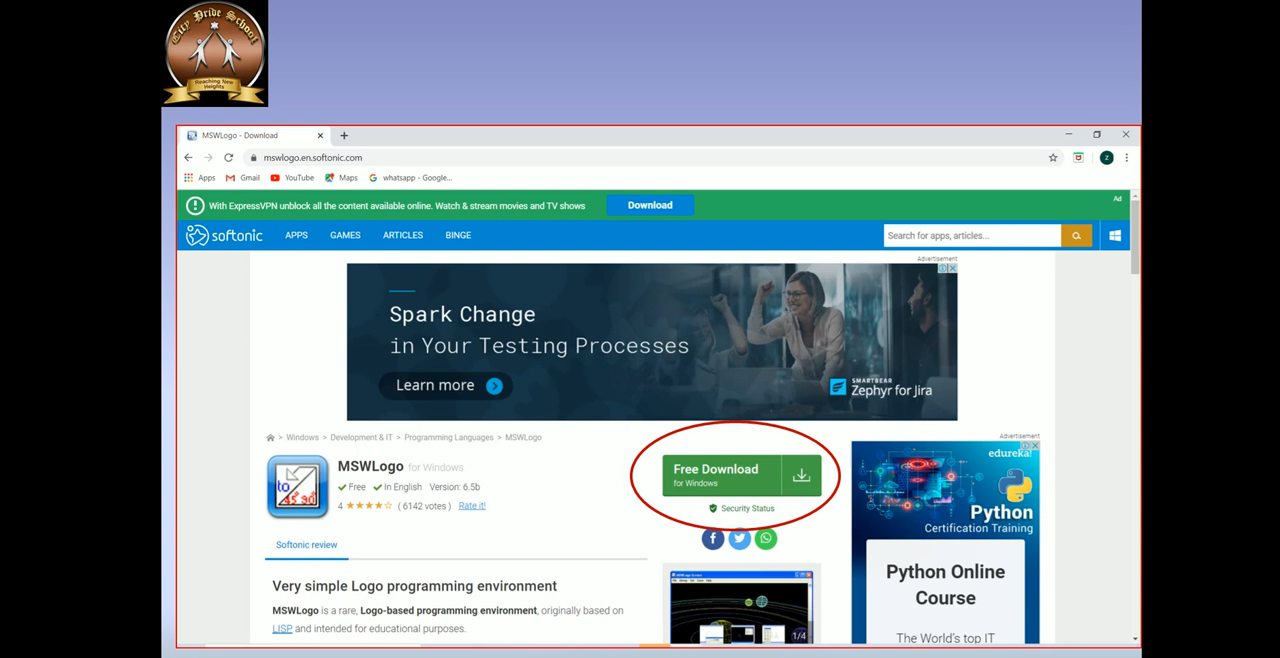 City Pride School
Reaching New
Heights
MSWLogo - Download
mswlogo.en.softonic.com
Apps
Gmail
YouTube
Maps
whatsapp - Google...
With ExpressVPN unblock all the content available online. Watch & stream movies and TV shows
Download
Ad
softonic
APPS
GAMES
ARTICLES
BINGE
Search for apps, articles...
Advertisement
Spark Change
in Your Testing Processes
Learn more
SMARTBEAR
Zephyr for Jira
> Windows > Development & IT > Programming Languages > MSWLogo
Advertisement
MSWLogo for Windows
Free In English Version: 6.5b
4 ( 6142 votes ) Rate it!
to
45° 90°
Free Download
for Windows
Security Status
edureka!
Python
Certification Training
Softonic review
Very simple Logo programming environment
MSWLogo is a rare, Logo-based programming environment, originally based on
LISP and intended for educational purposes.
1/4
Python Online
Course
The World's top IT